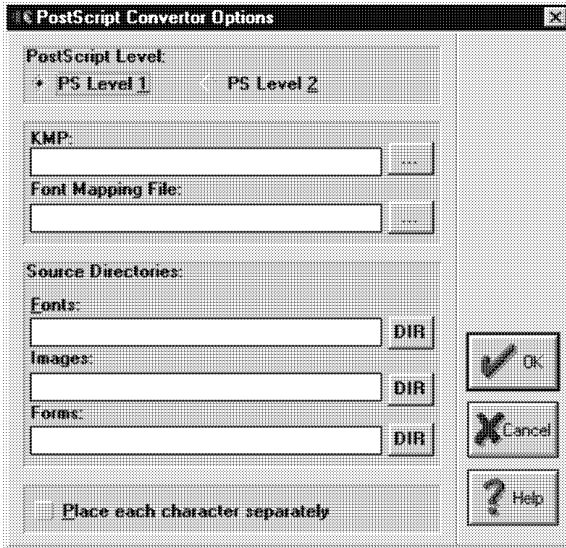 PostScript Convertor Options
PostScript Level:
PS Level 1 PS Level 2
KMP:
...
Font Mapping File:
...
Source Directories:
Fonts:
DIR
Images:
DIR
Forms:
DIR
Place each character separately
OK
Cancel
Help